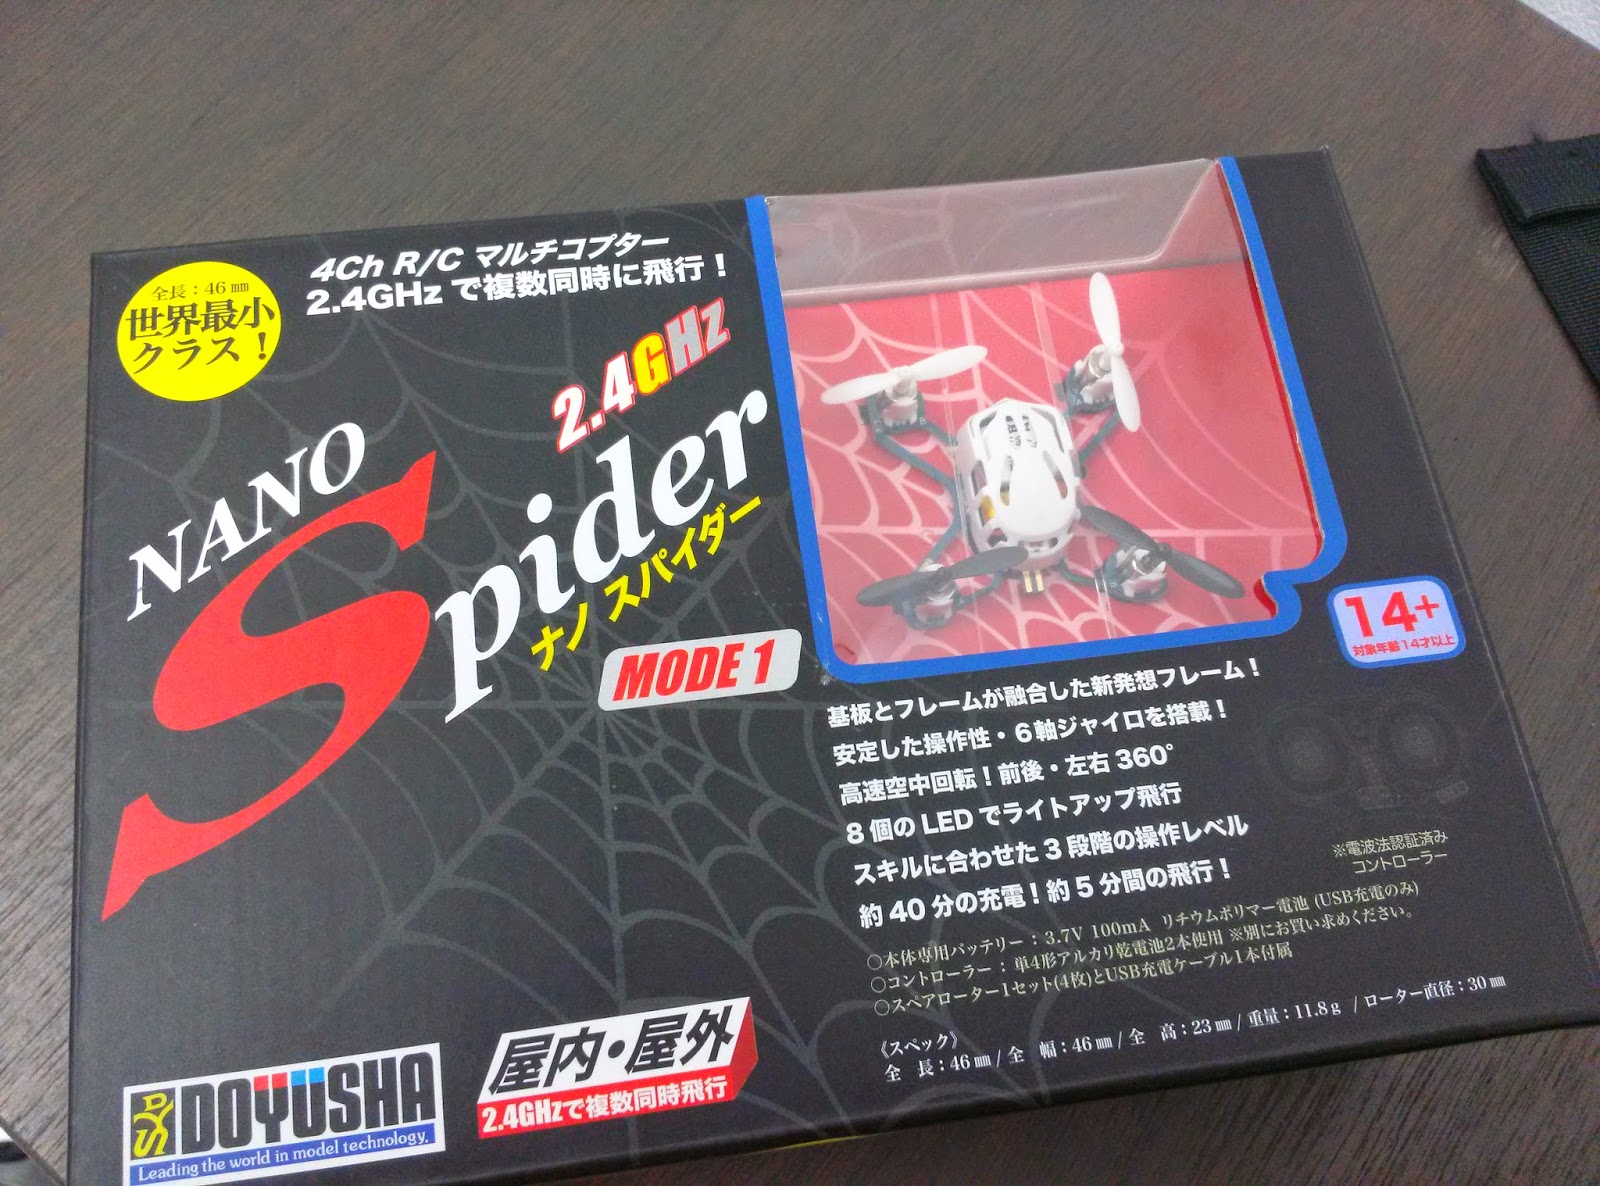 全長：46㎜
世界最小
クラス！
4Ch R/C マルチコプター
2.4GHz で複数同時に飛行！
2.4GHz
NANO
Spider
ナノ スパイダー
MODE 1
14+
対象年齢14才以上
基板とフレームが融合した新発想フレーム！
安定した操作性・６軸ジャイロを搭載！
高速空中回転！前後・左右 360°
8 個の LED でライトアップ飛行
スキルに合わせた 3 段階の操作レベル
約 40 分の充電！約 5 分間の飛行！
※電波法認証済み
コントローラー
○本体専用バッテリー：3.7V 100mA リチウムポリマー電池 (USB充電のみ)
○コントローラー：単4形アルカリ乾電池2本使用 ※別にお買い求めください。
○スペアローター1セット(4枚)とUSB充電ケーブル1本付属
《スペック》
全　長：46㎜ / 全　幅：46㎜ / 全　高：23㎜ / 重量：11.8g / ローター直径：30㎜
DOYUSHA
Leading the world in model technology.
屋内・屋外
2.4GHzで複数同時飛行